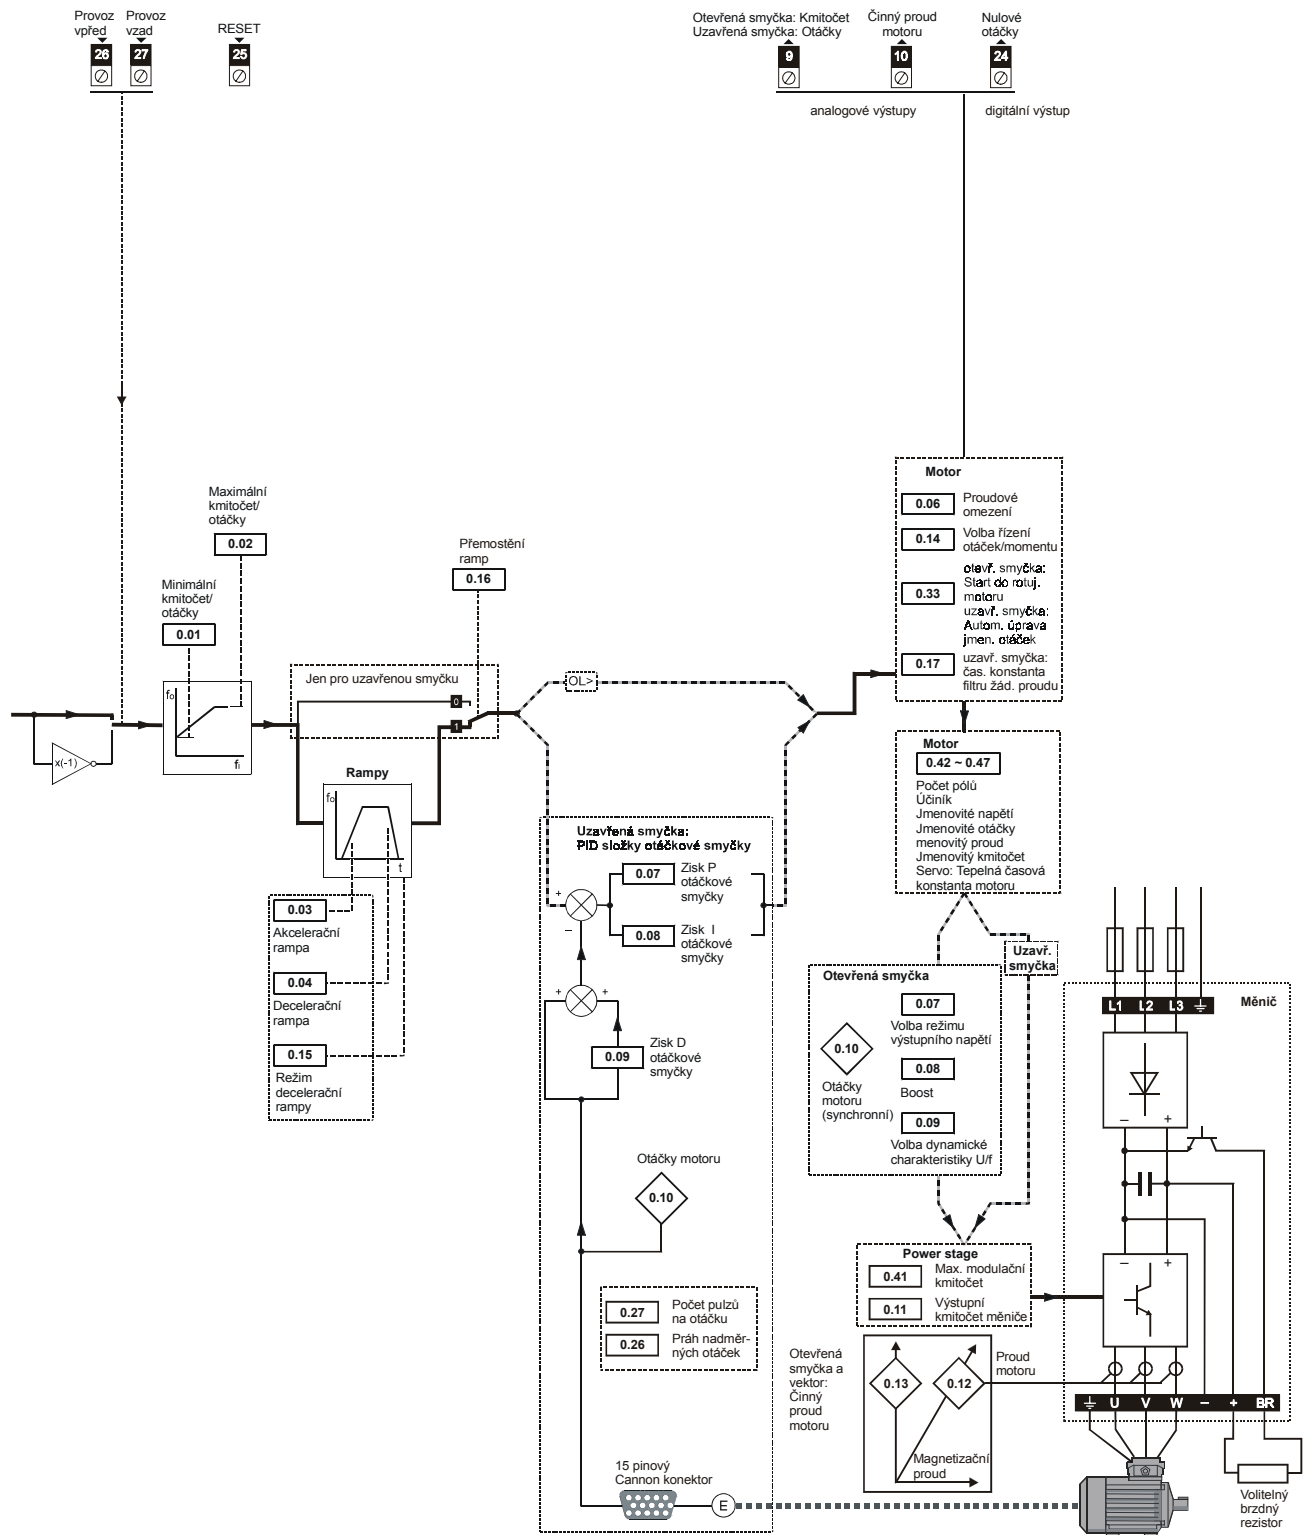 Provoz
vpřed
Provoz
vzad
RESET
26
27
25
Otevřená smyčka: Kmitočet
Uzavřená smyčka: Otáčky
Činný proud
motoru
Nulové
otáčky
9
10
24
analogové výstupy
digitální výstup
Maximální
kmitočet/
otáčky
0.02
Minimální
kmitočet/
otáčky
0.01
Přemostění
ramp
0.16
Jen pro uzavřenou smyčku
0
1
OL>
x(-1)
fo
fi
Rampy
fo
t
0.03
Akcelerační
rampa
0.04
Decelerační
rampa
0.15
Režim
decelerační
rampy
Uzavřená smyčka:
PID složky otáčkové smyčky
0.07
Zisk P
otáčkové
smyčky
0.08
Zisk I
otáčkové
smyčky
+
–
+
+
0.09
Zisk D
otáčkové
smyčky
Otáčky motoru
0.10
0.27
Počet pulzů
na otáčku
0.26
Práh nadměr-
ných otáček
15 pinový
Cannon konektor
E
Motor
0.06
Proudové
omezení
0.14
Volba řízení
otáček/momentu
0.33
otevř. smyčka:
Start do rotuj.
motoru
uzavř. smyčka:
Autom. úprava
jmen. otáček
0.17
uzavř. smyčka:
čas. konstanta
filtru žád. proudu
Motor
0.42 ~ 0.47
Počet pólů
Účiník
Jmenovité napětí
Jmenovité otáčky
menovitý proud
Jmenovitý kmitočet
Servo: Tepelná časová
konstanta motoru
Uzavř.
smyčka
Otevřená smyčka
0.07
Volba režimu
výstupního napětí
0.10
Otáčky
motoru
(synchronní)
0.08
Boost
0.09
Volba dynamické
charakteristiky U/f
Power stage
0.41
Max. modulační
kmitočet
0.11
Výstupní
kmitočet měniče
Otevřená
smyčka a
vektor:
Činný
proud
motoru
0.13
0.12
Proud
motoru
Magnetizační
proud
L1 L2 L3
Měnič
–
+
–
+
U V W – + BR
Volitelný
brzdný
rezistor